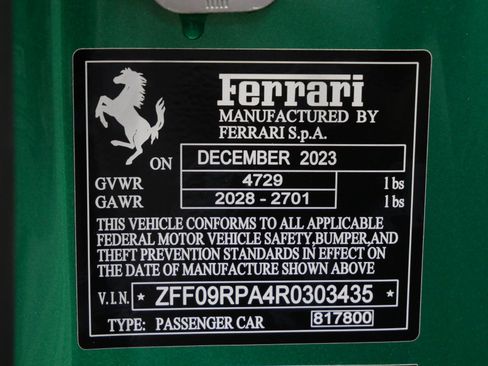 Ferrari
MANUFACTURED BY
FERRARI S.p.A.
ON DECEMBER 2023
GVWR 4729 lbs
GAWR 2028 - 2701 lbs
THIS VEHICLE CONFORMS TO ALL APPLICABLE
FEDERAL MOTOR VEHICLE SAFETY,BUMPER,AND
THEFT PREVENTION STANDARDS IN EFFECT ON
THE DATE OF MANUFACTURE SHOWN ABOVE
V.I.N. * ZFF09RPA4R0303435 *
TYPE: PASSENGER CAR 817800